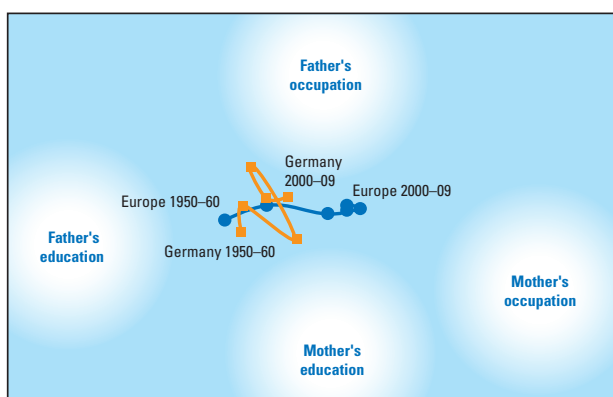 Father's
occupation
Germany
2000–09
Europe 1950–60
Europe 2000–09
Father's
education
Germany 1950–60
Mother's
occupation
Mother's
education